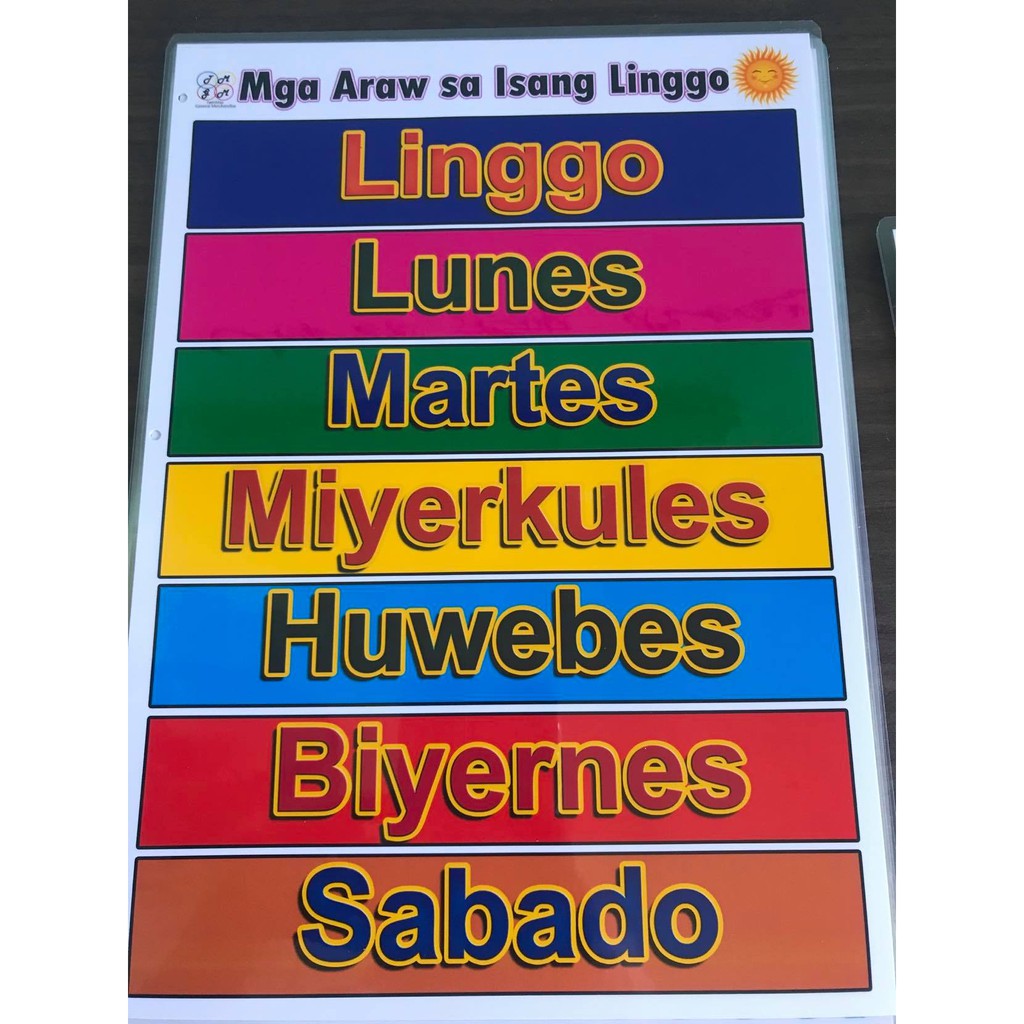 Mga Araw sa Isang Linggo
Linggo
Lunes
Martes
Miyerkules
Huwebes
Biyernes
Sabado